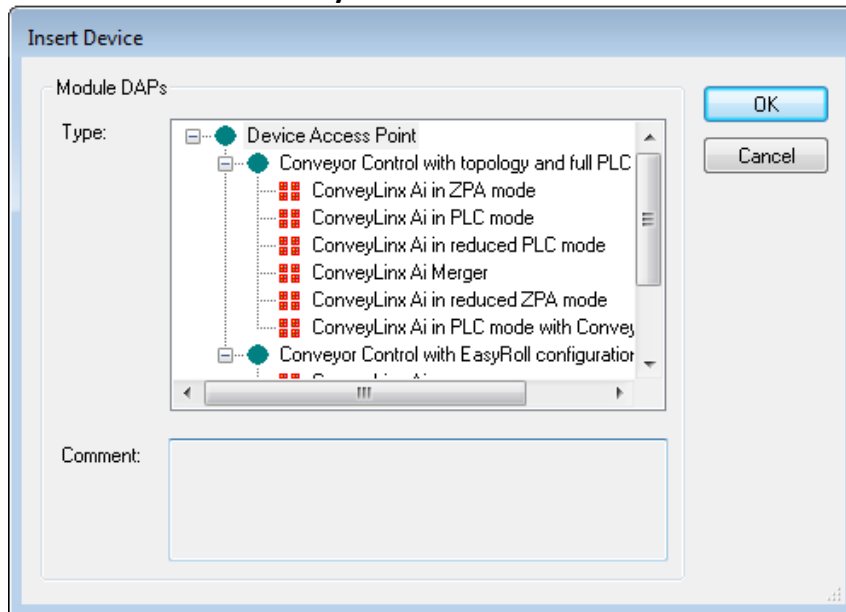 Insert Device
Module DAPs
OK
Type:
Device Access Point
Cancel
Conveyor Control with topology and full PLC
ConveyLinx Ai in ZPA mode
ConveyLinx Ai in PLC mode
ConveyLinx Ai in reduced PLC mode
ConveyLinx Ai Merger
ConveyLinx Ai in reduced ZPA mode
ConveyLinx Ai in PLC mode with Convey
Conveyor Control with EasyRoll configuration
Comment: